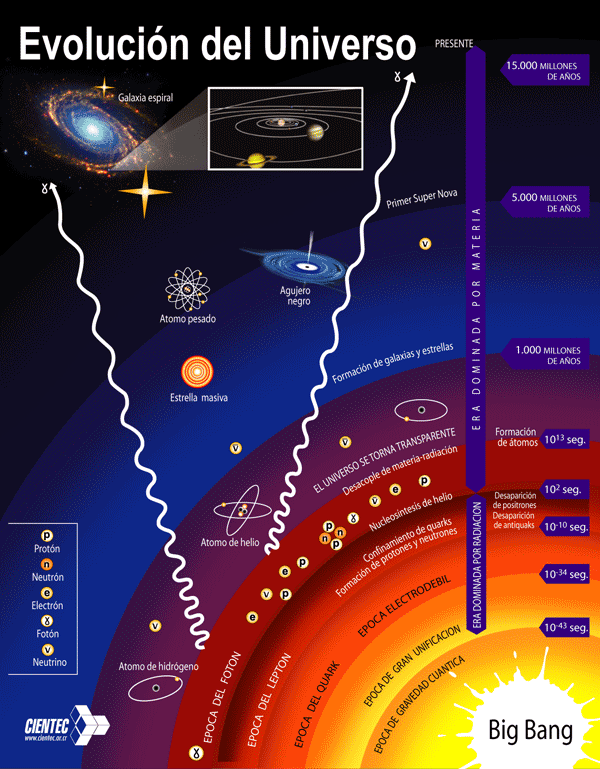 Evolución del Universo
PRESENTE
15.000 MILLONES
DE AÑOS
Galaxia espiral
ɣ
ɣ
Primer Super Nova
5.000 MILLONES
DE AÑOS
ERA DOMINADA POR MATERIA
v
Agujero
negro
Atomo pesado
Formación de galaxias y estrellas
1.000 MILLONES
DE AÑOS
Estrella masiva
v
v
EL UNIVERSO SE TORNA TRANSPARENTE
Formación
de átomos
10¹³ seg.
Desacople de materia-radiación
p
e
v
e
p
ɣ
p
n
n
Nucleosíntesis de helio
10² seg.
Desaparición
de positrones
Desaparición
de antiquaks
10⁻¹⁰ seg.
Atomo de helio
Confinamiento de quarks
Formación de protones y neutrones
ERA DOMINADA POR RADIACION
p
Protón
n
Neutrón
e
Electrón
ɣ
Fotón
v
Neutrino
e
p
e
v
p
e
v
10⁻³⁴ seg.
EPOCA ELECTRODEBIL
10⁻⁴³ seg.
EPOCA DE GRAN UNIFICACION
EPOCA DE GRAVEDAD CUANTICA
EPOCA DEL QUARK
EPOCA DEL LEPTON
EPOCA DEL FOTON
Atomo de hidrógeno
ɣ
Big Bang
CIENTEC
www.cientec.or.cr